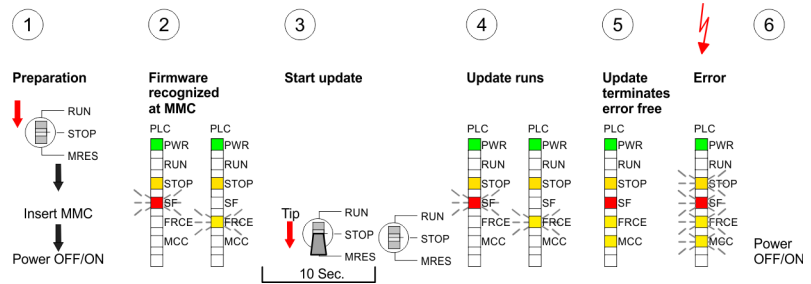 1
2
3
4
5
6
Preparation
Firmware
recognized
at MMC
Start update
Update runs
Update
terminates
error free
Error
RUN
STOP
MRES
Insert MMC
Power OFF/ON
PLC
PWR
RUN
STOP
SF
FRCE
MCC
PLC
PWR
RUN
STOP
SF
FRCE
MCC
Tip
RUN
STOP
MRES
RUN
STOP
MRES
10 Sec.
PLC
PWR
RUN
STOP
SF
FRCE
MCC
PLC
PWR
RUN
STOP
SF
FRCE
MCC
PLC
PWR
RUN
STOP
SF
FRCE
MCC
PLC
PWR
RUN
STOP
SF
FRCE
MCC
Power
OFF/ON